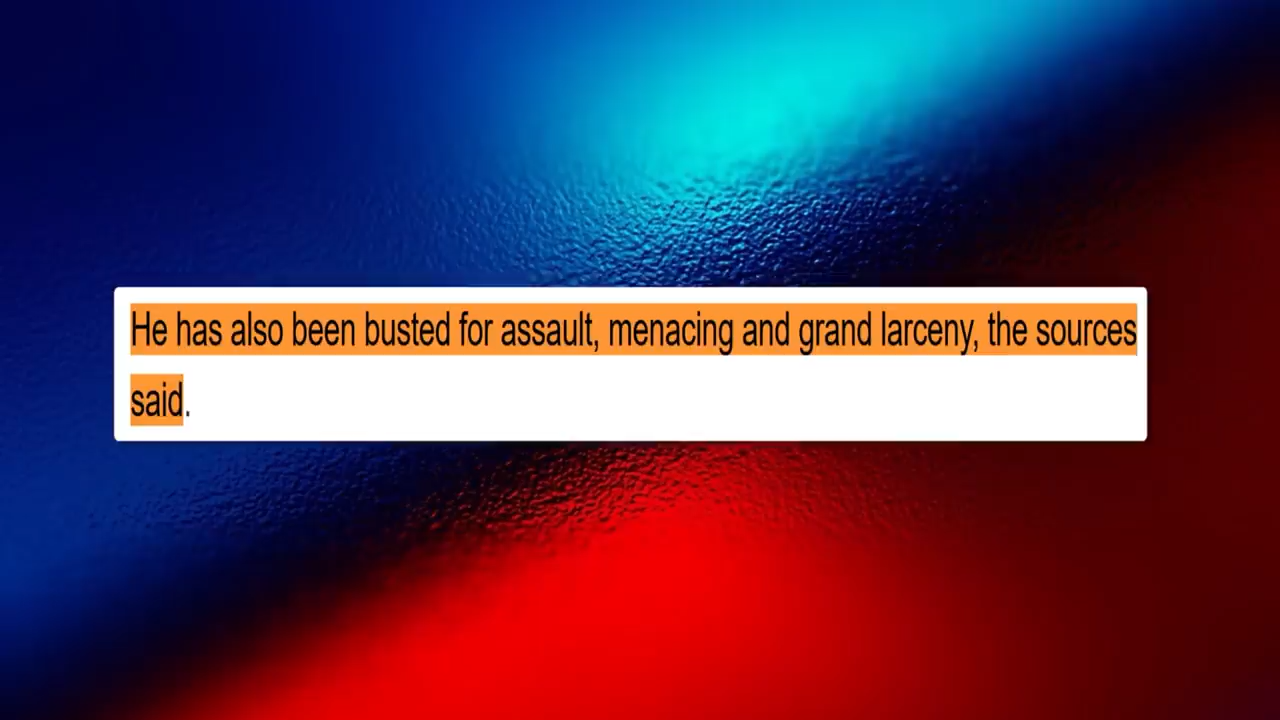 He has also been busted for assault, menacing and grand larceny, the sources
said.